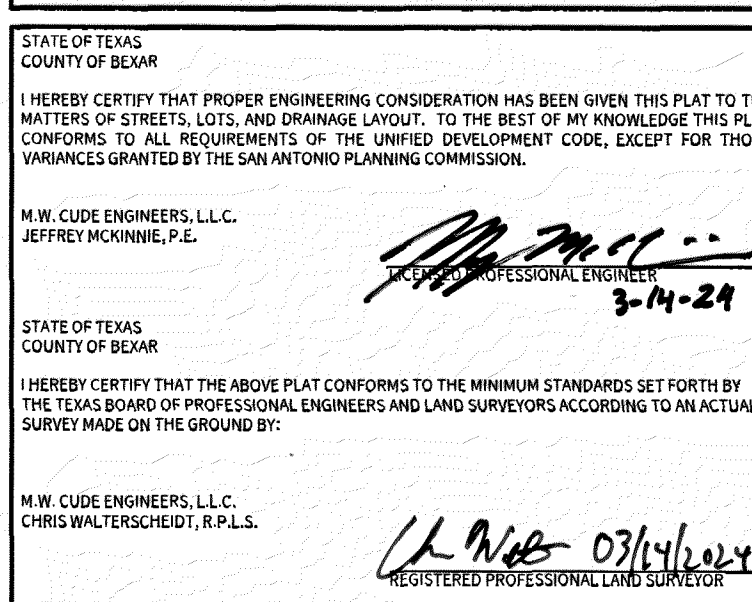 STATE OF TEXAS
COUNTY OF BEXAR
I HEREBY CERTIFY THAT PROPER ENGINEERING CONSIDERATION HAS BEEN GIVEN THIS PLAT TO
MATTERS OF STREETS, LOTS, AND DRAINAGE LAYOUT. TO THE BEST OF MY KNOWLEDGE THIS
CONFORMS TO ALL REQUIREMENTS OF THE UNIFIED DEVELOPMENT CODE, EXCEPT FOR
VARIANCES GRANTED BY THE SAN ANTONIO PLANNING COMMISSION.
M.W. CUDE ENGINEERS, L.L.C.
JEFFREY MCKINNIE, P.E.
LICENSED PROFESSIONAL ENGINEER
3-14-24
STATE OF TEXAS
COUNTY OF BEXAR
I HEREBY CERTIFY THAT THE ABOVE PLAT CONFORMS TO THE MINIMUM STANDARDS SET FORTH BY
THE TEXAS BOARD OF PROFESSIONAL ENGINEERS AND LAND SURVEYORS ACCORDING TO AN ACTUAL
SURVEY MADE ON THE GROUND BY:
M.W. CUDE ENGINEERS, L.L.C.
CHRIS WALTERSCHEIDT, R.P.L.S.
03/14/2024
REGISTERED PROFESSIONAL LAND SURVEYOR